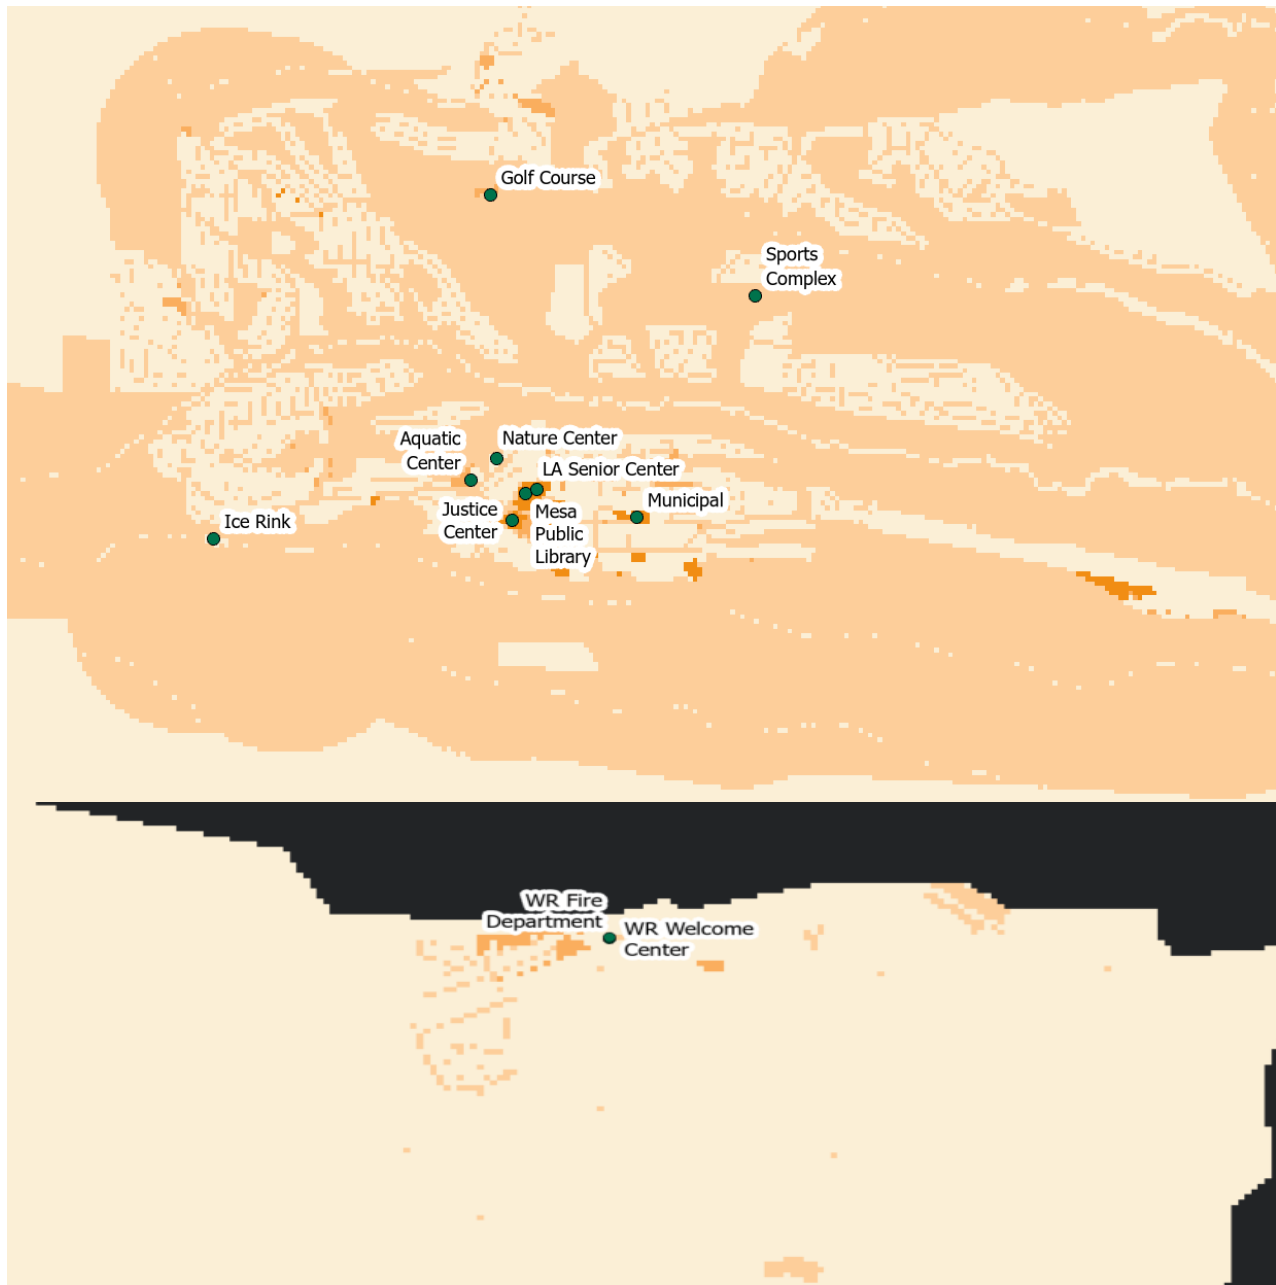 Golf Course
Sports
Complex
Aquatic
Center
Nature Center
LA Senior Center
Justice
Center
Mesa
Public
Library
Municipal
Ice Rink
WR Fire
Department
WR Welcome
Center